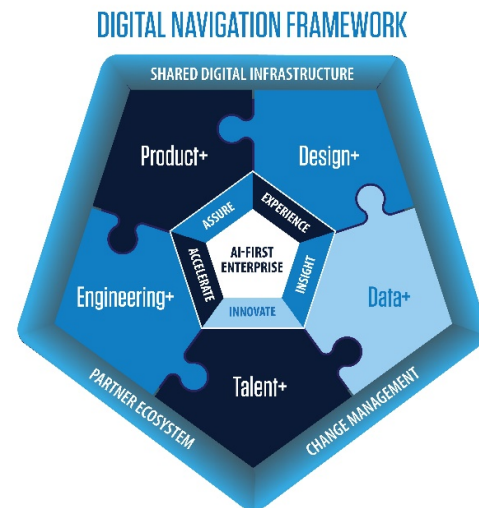 DIGITAL NAVIGATION FRAMEWORK
SHARED DIGITAL INFRASTRUCTURE
Product+
Design+
ASSURE
EXPERIENCE
AI-FIRST
ENTERPRISE
ACCELERATE
INSIGHT
INNOVATE
Engineering+
Data+
Talent+
PARTNER ECOSYSTEM
CHANGE MANAGEMENT